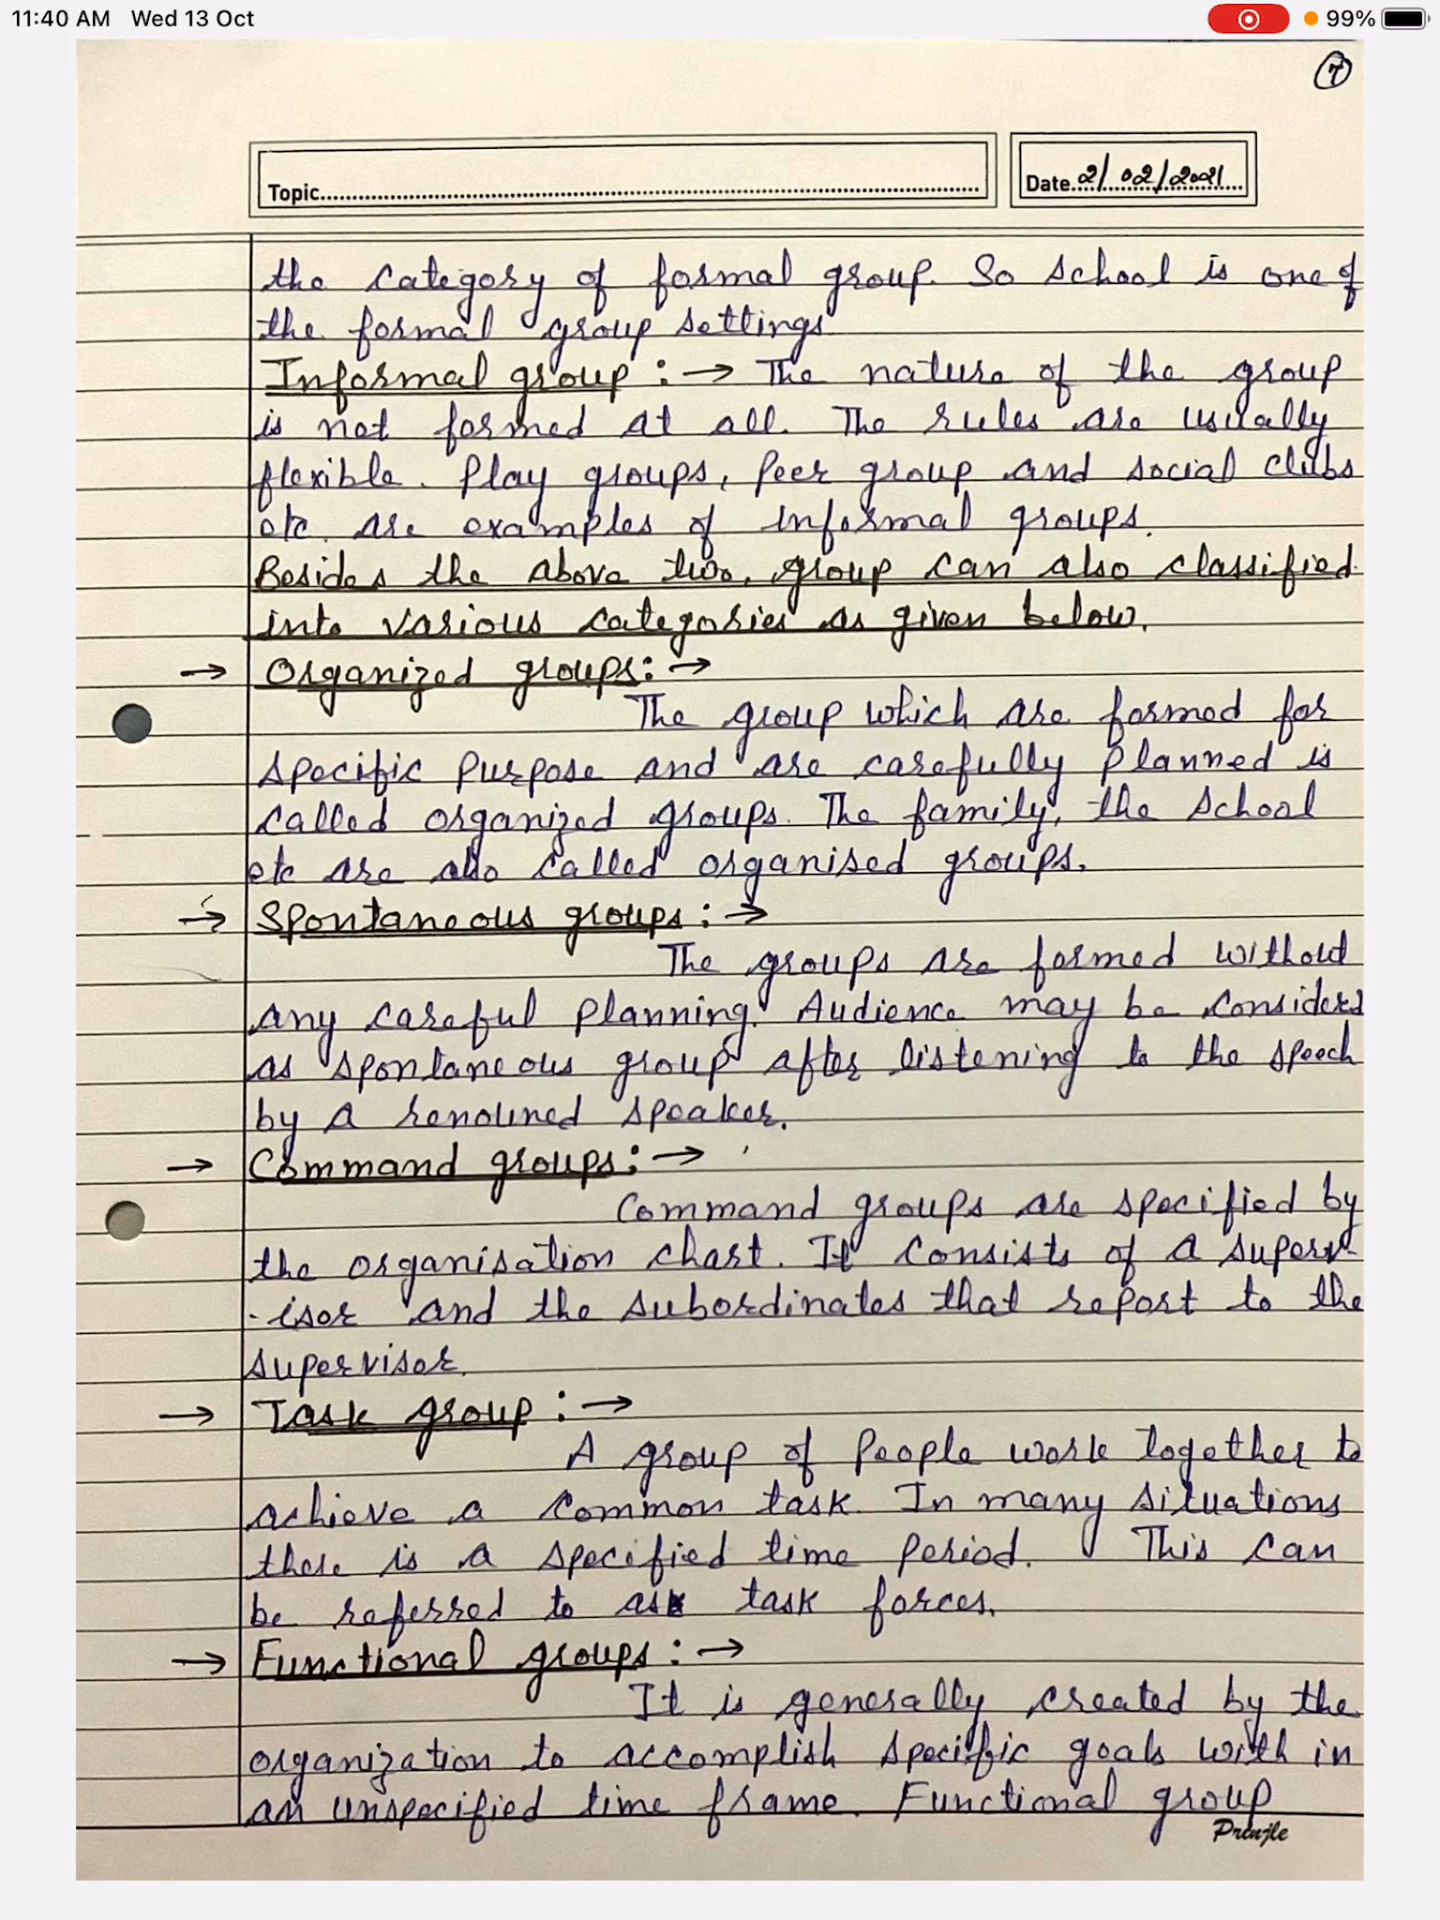 11:40 AM Wed 13 Oct 99%
7
Topic
Date 2/02/2021
the category of formal group. So school is one of
the formal group settings
Informal group :→ The nature of the group
is not formed at all. The rules are usually
flexible. Play groups, peer group and social clubs
etc. are examples of informal groups.
Besides the above two, group can also classified
into various categories as given below.
→ Organized groups:→
The group which are formed for
specific purpose and are carefully planned is
called organized groups. The family, the school
etc are also called organised groups.
→ Spontaneous groups :→
The groups are formed without
any careful planning. Audience may be considered
as spontaneous group after listening to the speech
by a renouned speaker.
→ Command groups:→
Command groups are specified by
the organisation chart. It consists of a superv-
-isor and the subordinates that report to the
supervisor.
→ Task group :→
A group of people work together to
achieve a common task. In many situations
there is a specified time period. This can
be referred to as task forces.
→ Functional groups :→
It is generally created by the
organization to accomplish specific goals with in
an unspecified time frame. Functional group
Prinjle